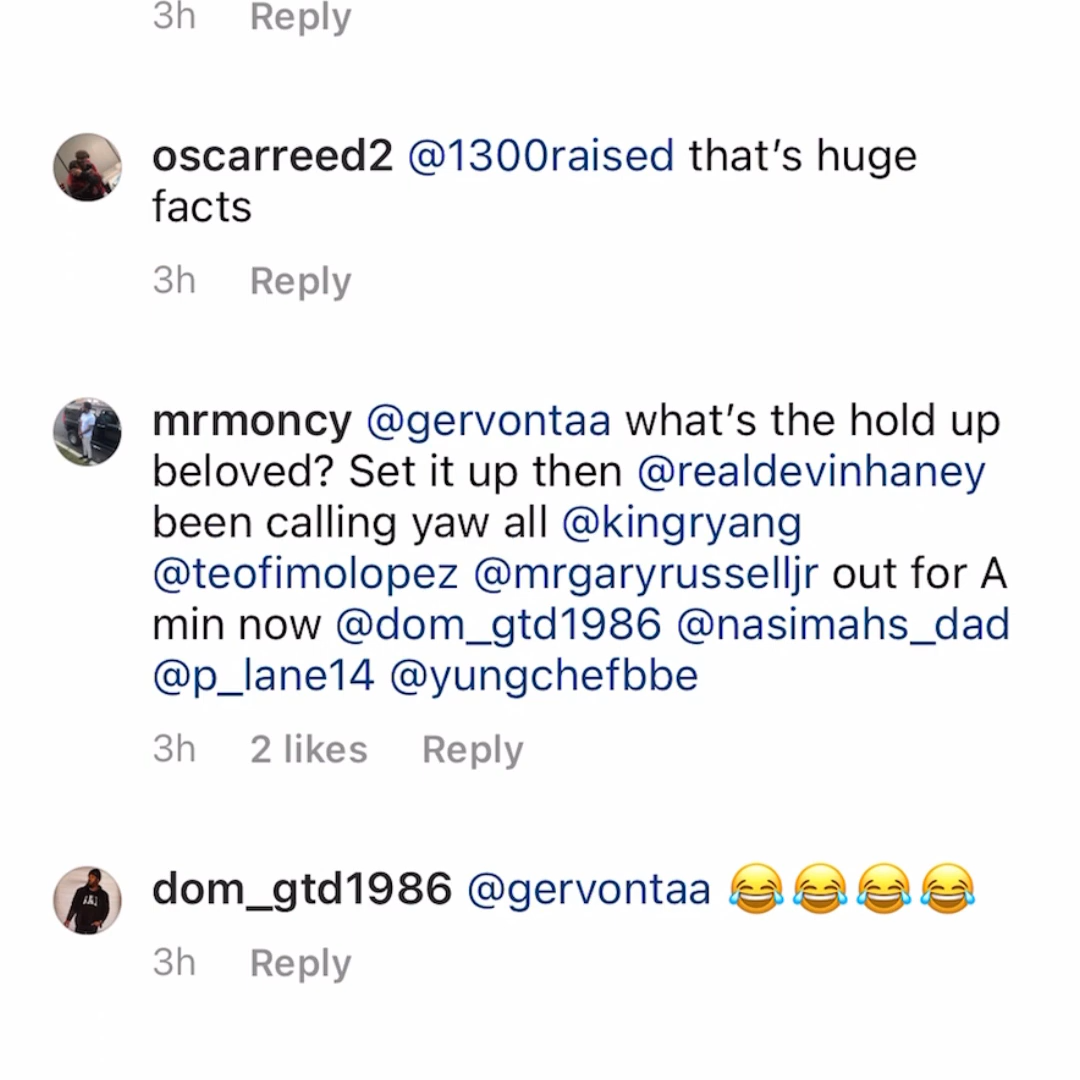 3h Reply
oscarreed2 @1300raised that’s huge
facts
3h Reply
mrmoncy @gervontaa what’s the hold up
beloved? Set it up then @realdevinhaney
been calling yaw all @kingryang
@teofimolopez @mrgaryrusselljr out for A
min now @dom_gtd1986 @nasimahs_dad
@p_lane14 @yungchefbbe
3h 2 likes Reply
dom_gtd1986 @gervontaa 😂😂😂😂
3h Reply